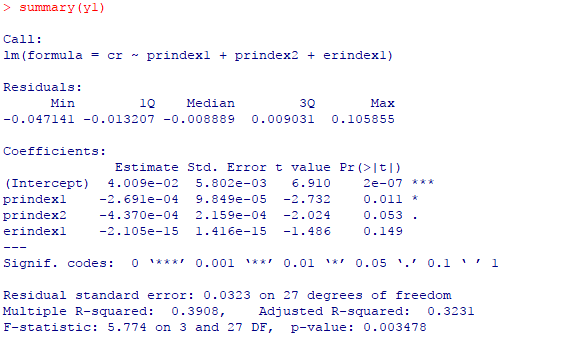 > summary(y1)
Call:
lm(formula = cr ~ prindex1 + prindex2 + erindex1)
Residuals:
Min 1Q Median 3Q Max
-0.047141 -0.013207 -0.008889 0.009031 0.105855
Coefficients:
Estimate Std. Error t value Pr(>|t|)
(Intercept) 4.009e-02 5.802e-03 6.910 2e-07 ***
prindex1 -2.691e-04 9.849e-05 -2.732 0.011 *
prindex2 -4.370e-04 2.159e-04 -2.024 0.053 .
erindex1 -2.105e-15 1.416e-15 -1.486 0.149
---
Signif. codes: 0 ‘***’ 0.001 ‘**’ 0.01 ‘*’ 0.05 ‘.’ 0.1 ‘ ’ 1
Residual standard error: 0.0323 on 27 degrees of freedom
Multiple R-squared: 0.3908, Adjusted R-squared: 0.3231
F-statistic: 5.774 on 3 and 27 DF, p-value: 0.003478